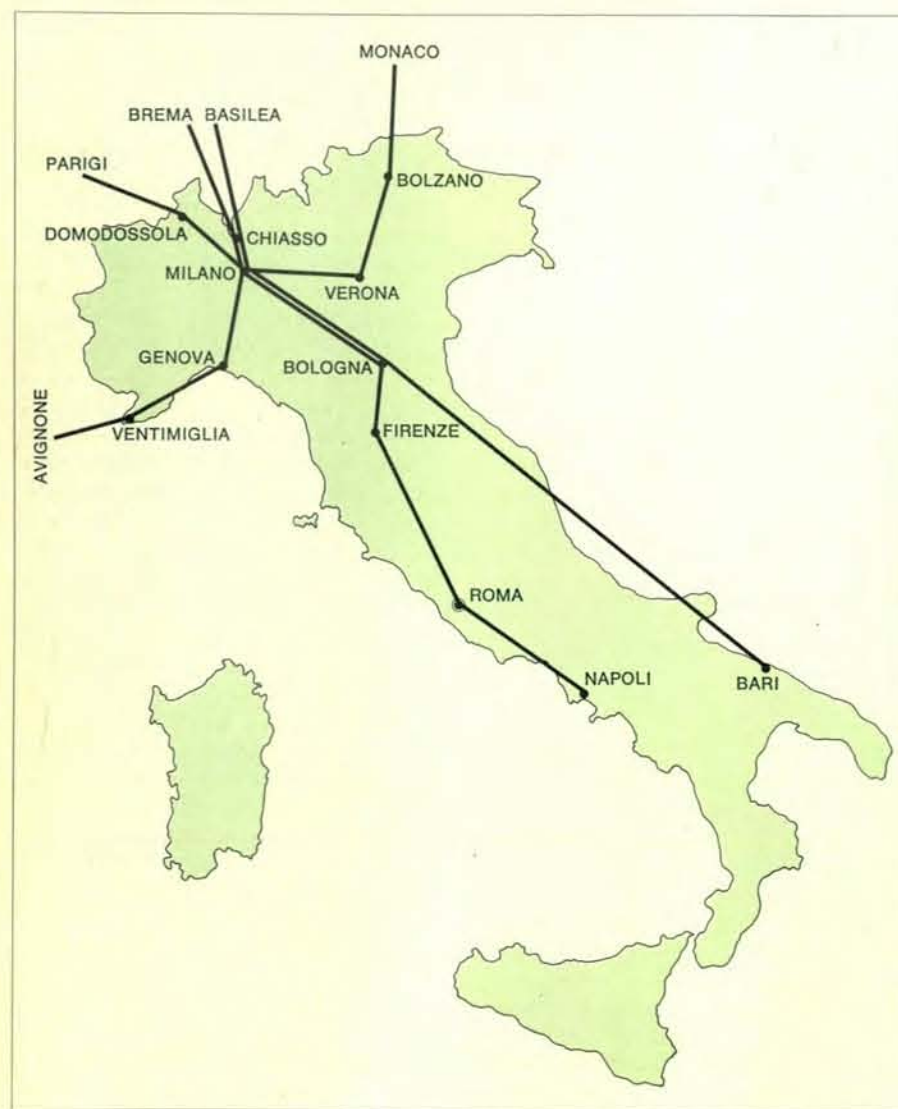 MONACO
BREMA
BASILEA
PARIGI
BOLZANO
DOMODOSSOLA
CHIASSO
MILANO
VERONA
GENOVA
BOLOGNA
AVIGNONE
VENTIMIGLIA
FIRENZE
ROMA
NAPOLI
BARI